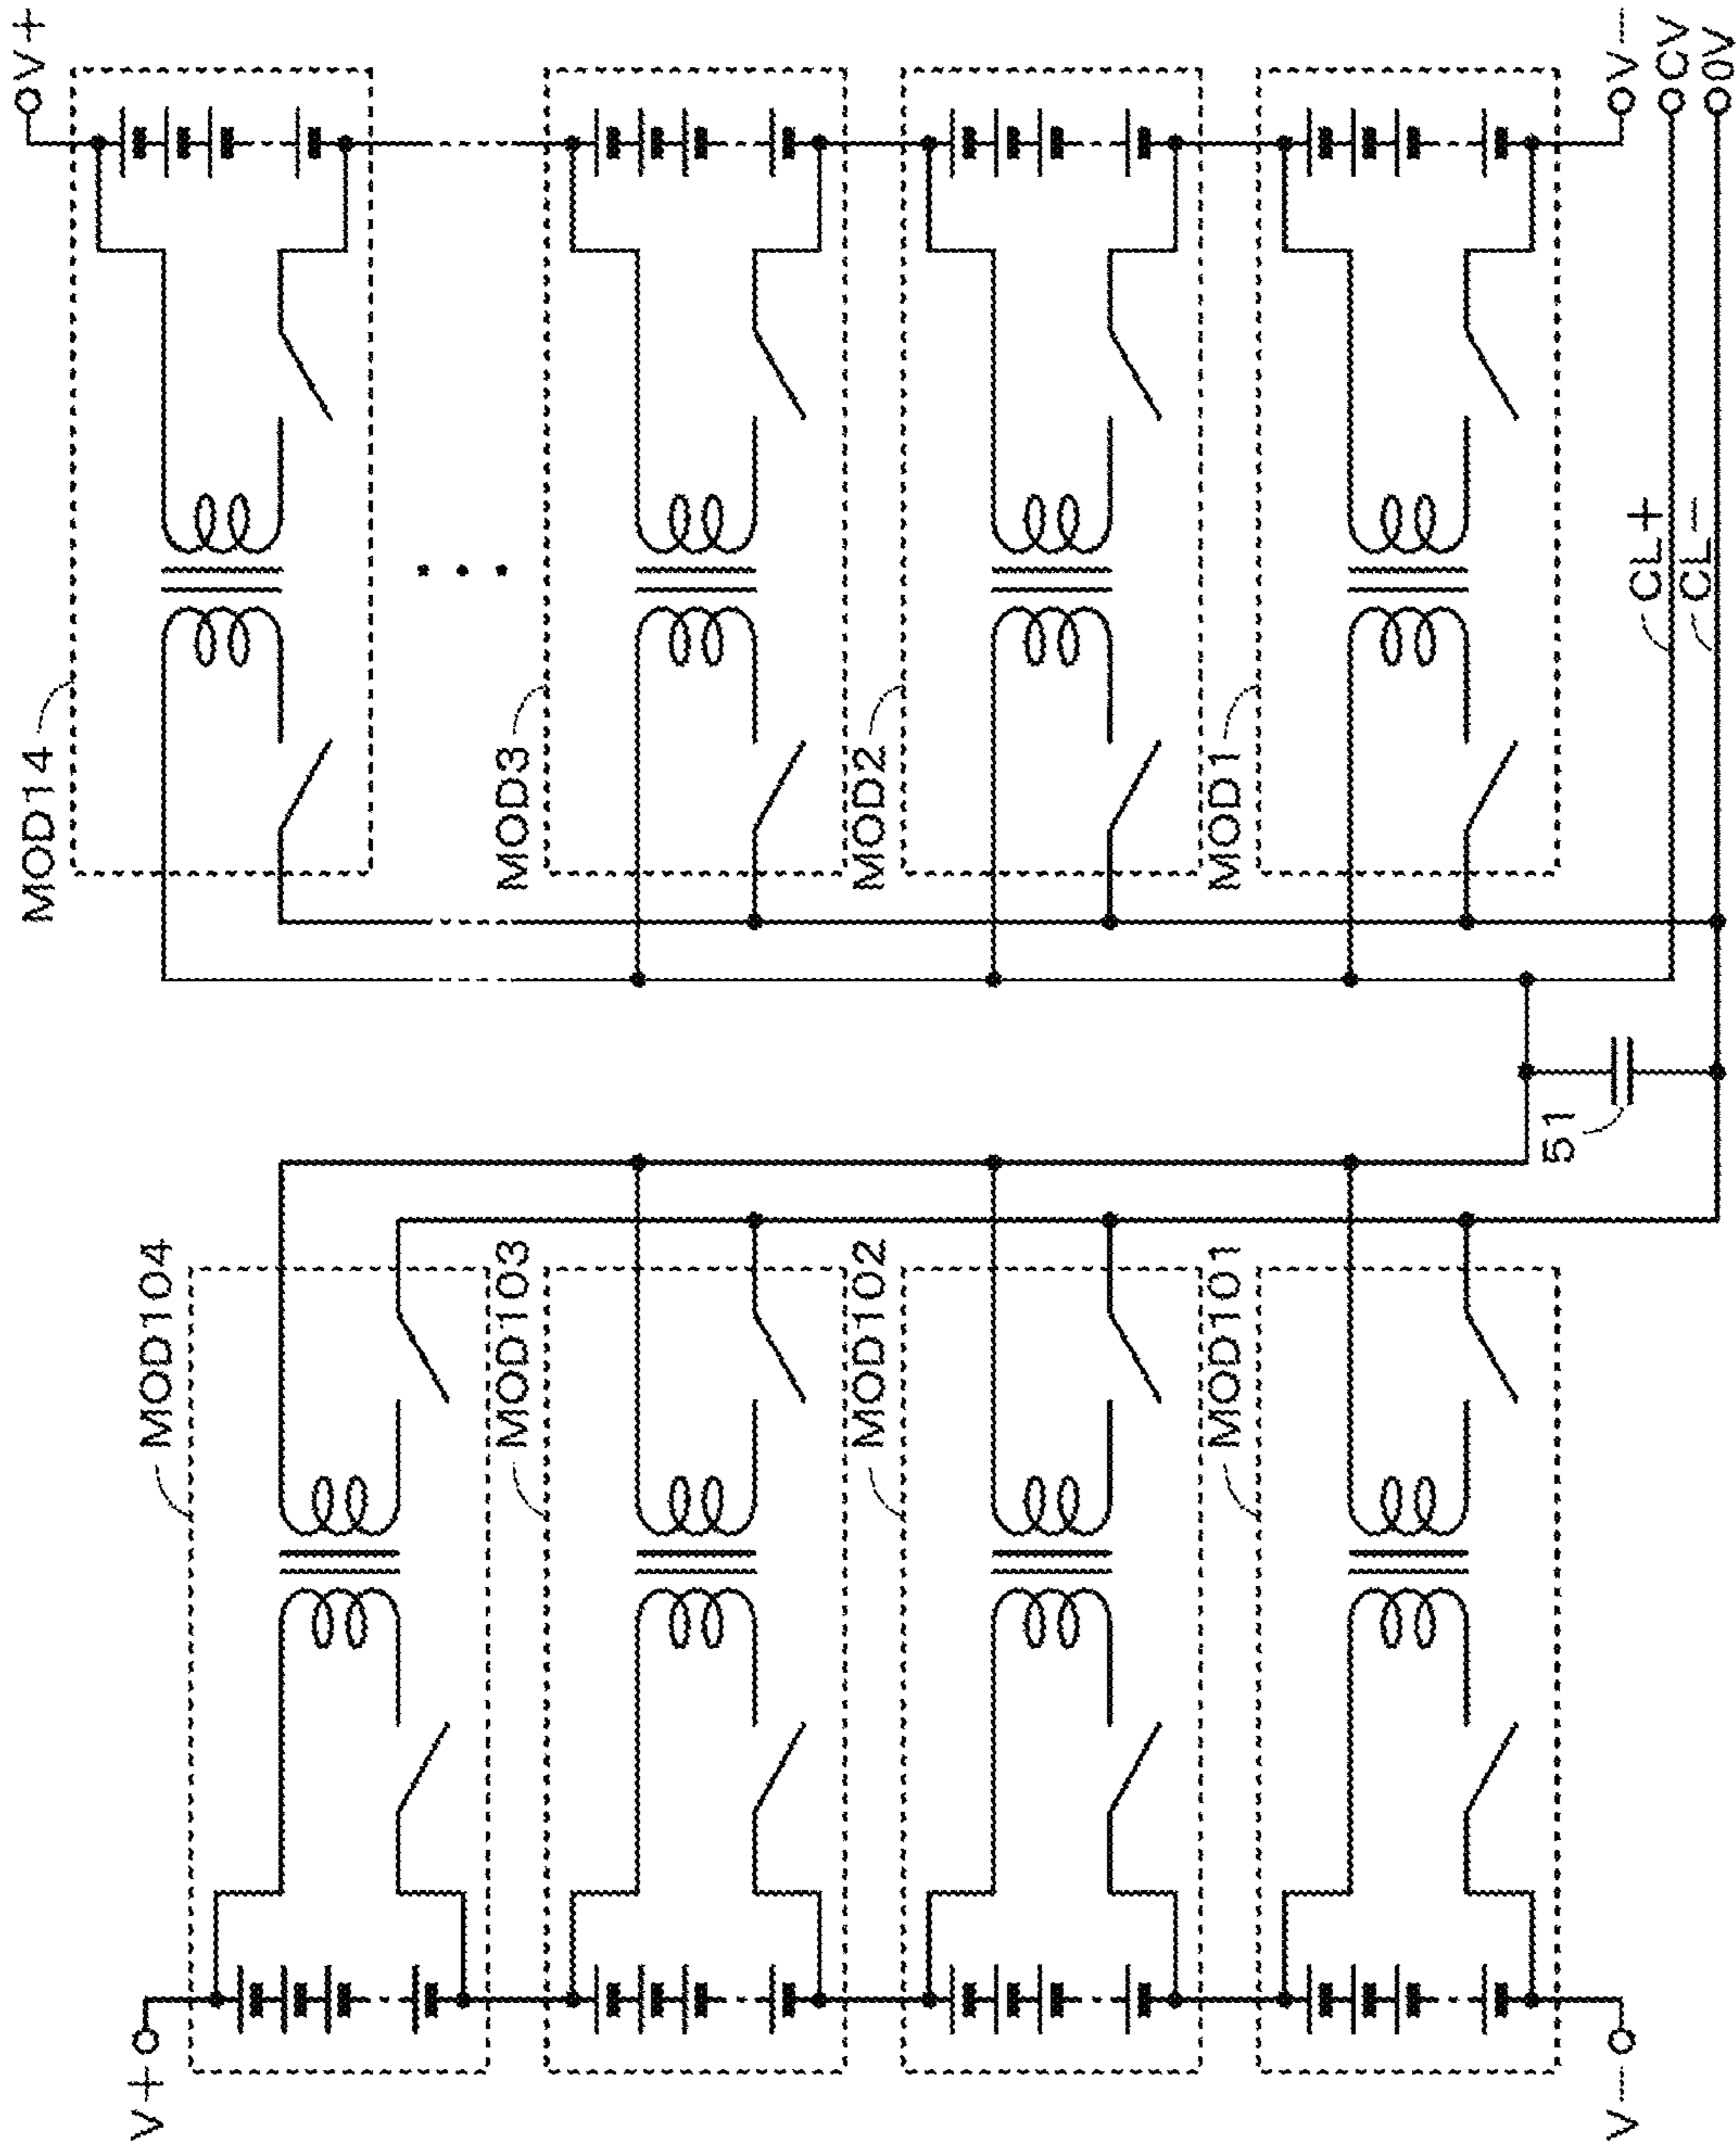 V+
MOD14
MOD3
MOD2
MOD1
V−
CV
0V
CL+
CL−
51
MOD104
MOD103
MOD102
MOD101
V+
V−